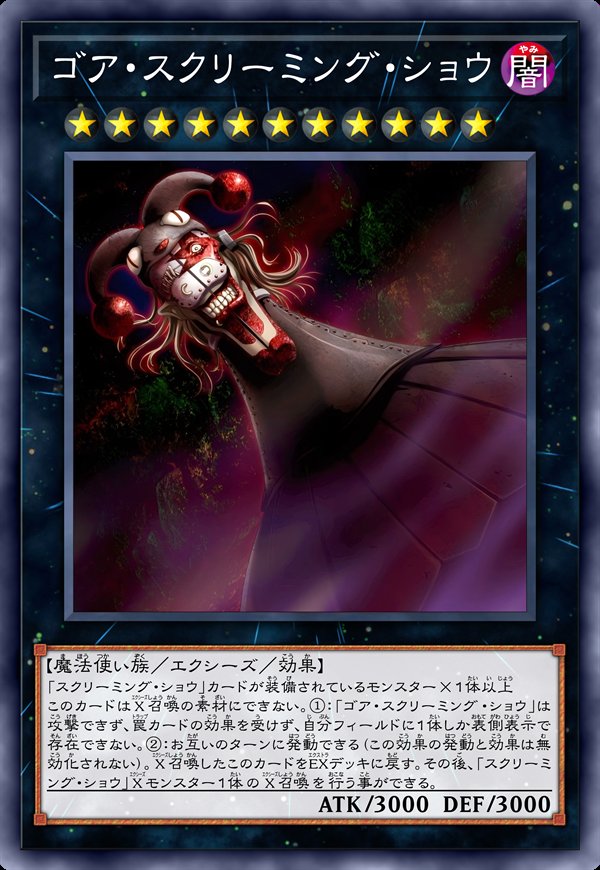 ゴア・スクリーミング・ショウ
闇
【魔法使い族／エクシーズ／効果】
「スクリーミング・ショウ」カードが装備されているモンスター×1体以上
このカードはX召喚の素材にできない。①：「ゴア・スクリーミング・ショウ」は
攻撃できず、罠カードの効果を受けず、自分フィールドに1体しか表側表示で
存在できない。②：お互いのターンに発動できる（この効果の発動と効果は無
効化されない）。X召喚したこのカードをEXデッキに戻す。その後、「スクリーミ
ング・ショウ」Xモンスター1体のX召喚を行う事ができる。
ATK/3000 DEF/3000